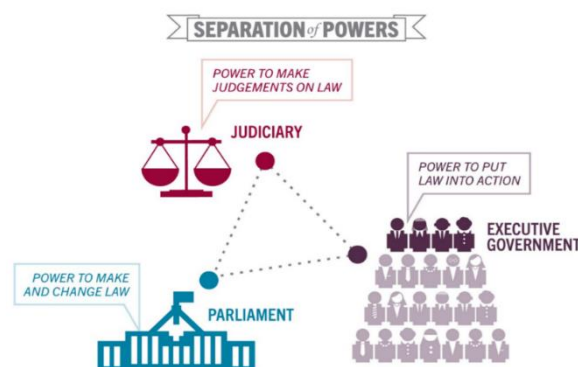 SEPARATION of POWERS
POWER TO MAKE
JUDGEMENTS ON LAW
JUDICIARY
POWER TO PUT
LAW INTO ACTION
EXECUTIVE
GOVERNMENT
POWER TO MAKE
AND CHANGE LAW
PARLIAMENT